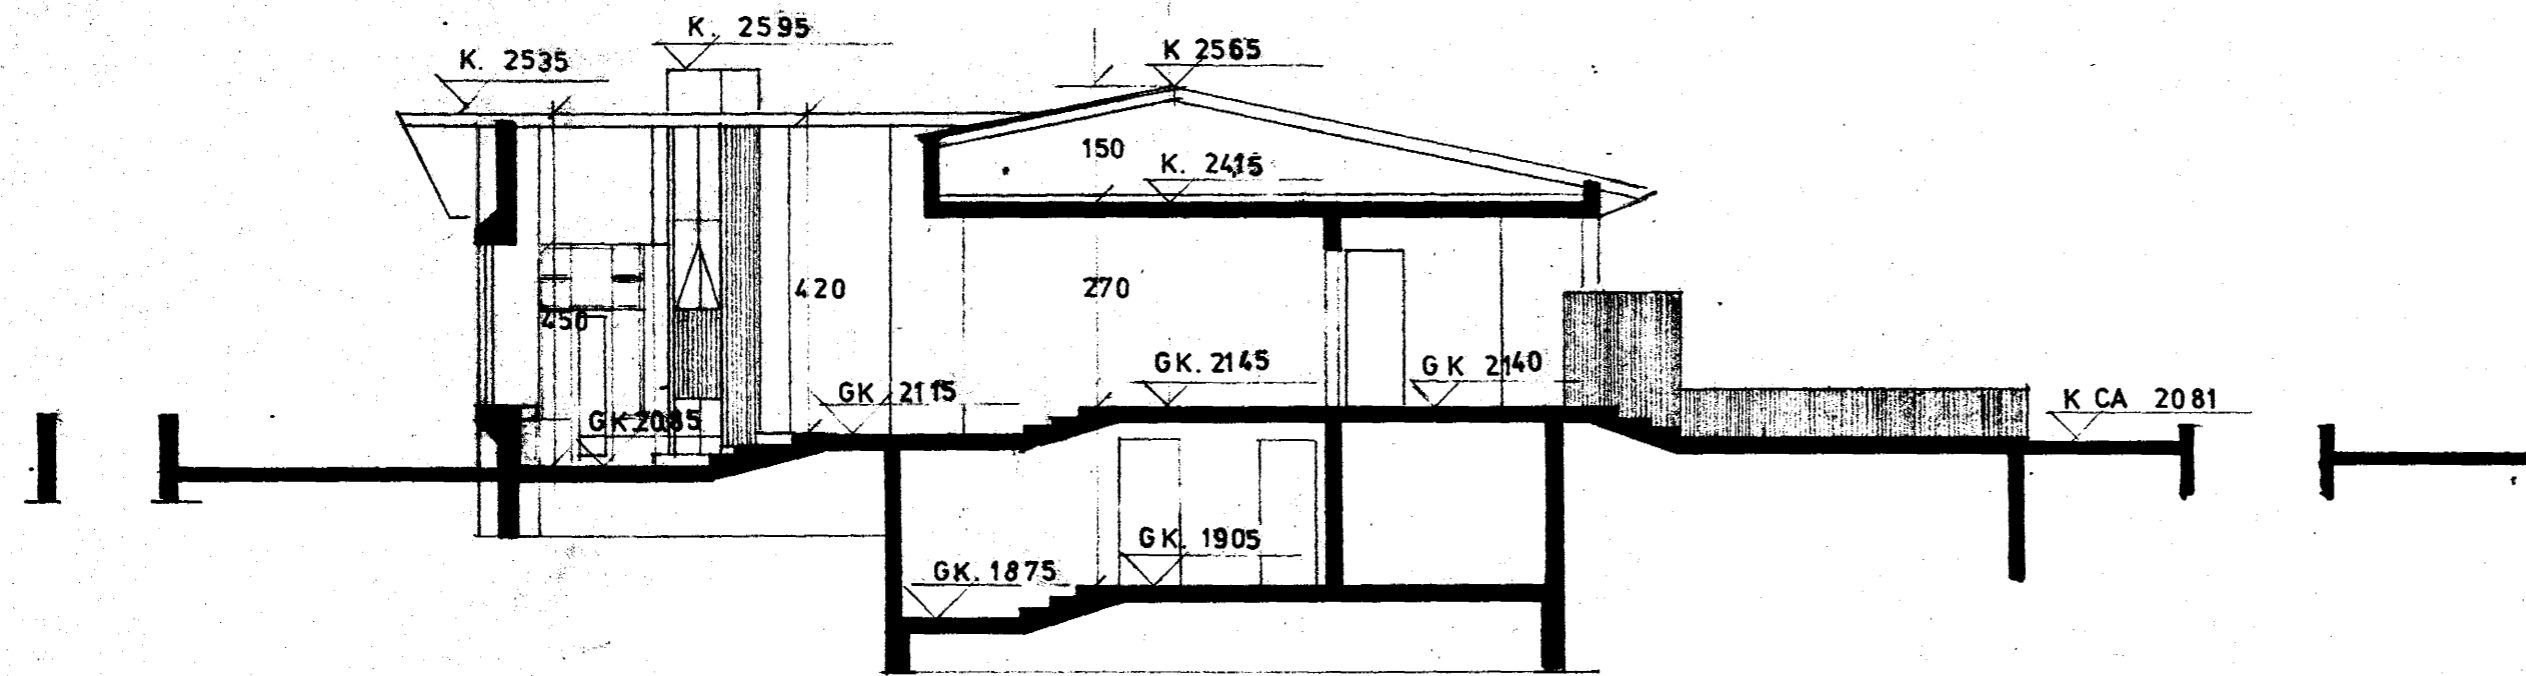 K. 2595
K 2565
K. 2535
150
K. 2415
420
270
450
GK. 2145
GK 2140
GK 2115
K CA 2081
GK 2085
GK. 1905
GK. 1875